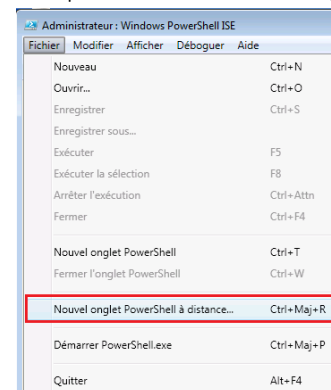 Administrateur : Windows PowerShell ISE
Fichier Modifier Afficher Déboguer Aide
Nouveau Ctrl+N
Ouvrir... Ctrl+O
Enregistrer Ctrl+S
Enregistrer sous...
Exécuter F5
Exécuter la sélection F8
Arrêter l'exécution Ctrl+Attn
Fermer Ctrl+F4
Nouvel onglet PowerShell Ctrl+T
Fermer l'onglet PowerShell Ctrl+W
Nouvel onglet PowerShell à distance... Ctrl+Maj+R
Démarrer PowerShell.exe Ctrl+Maj+P
Quitter Alt+F4